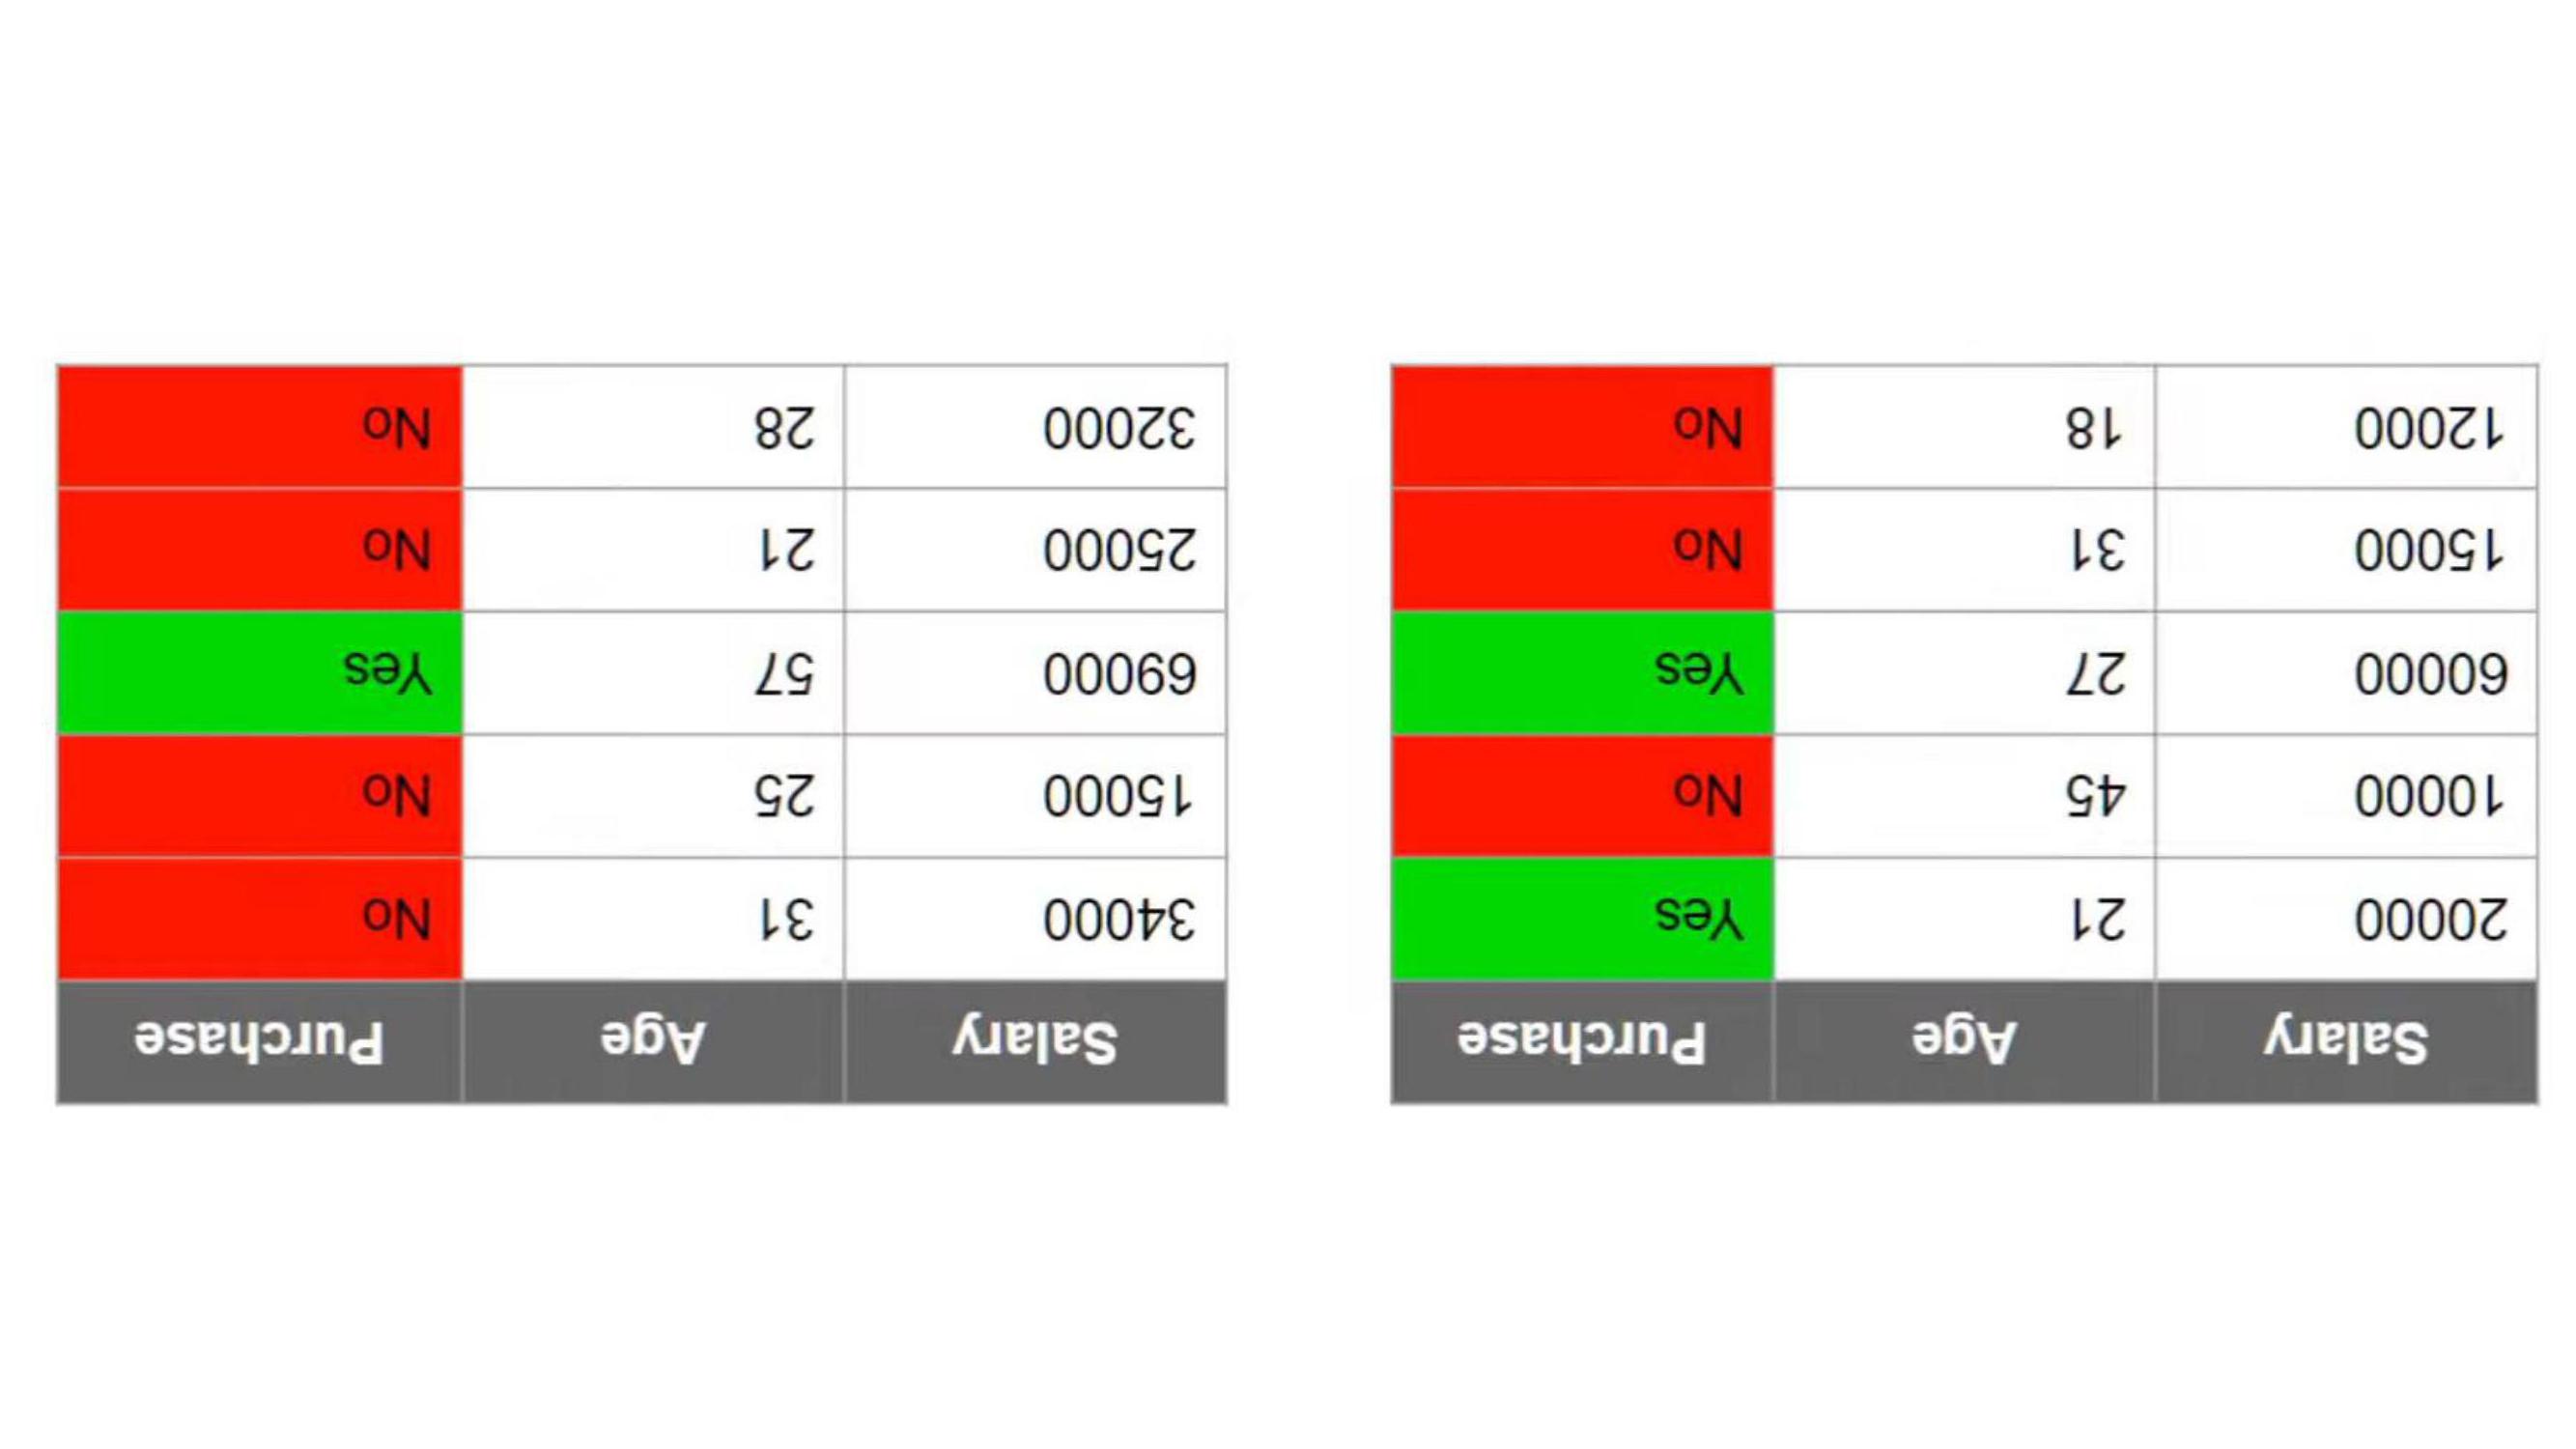 Salary Age Purchase
20000 21 Yes
10000 45 No
60000 27 Yes
15000 31 No
12000 18 No
Salary Age Purchase
34000 31 No
15000 25 No
69000 57 Yes
25000 21 No
32000 28 No